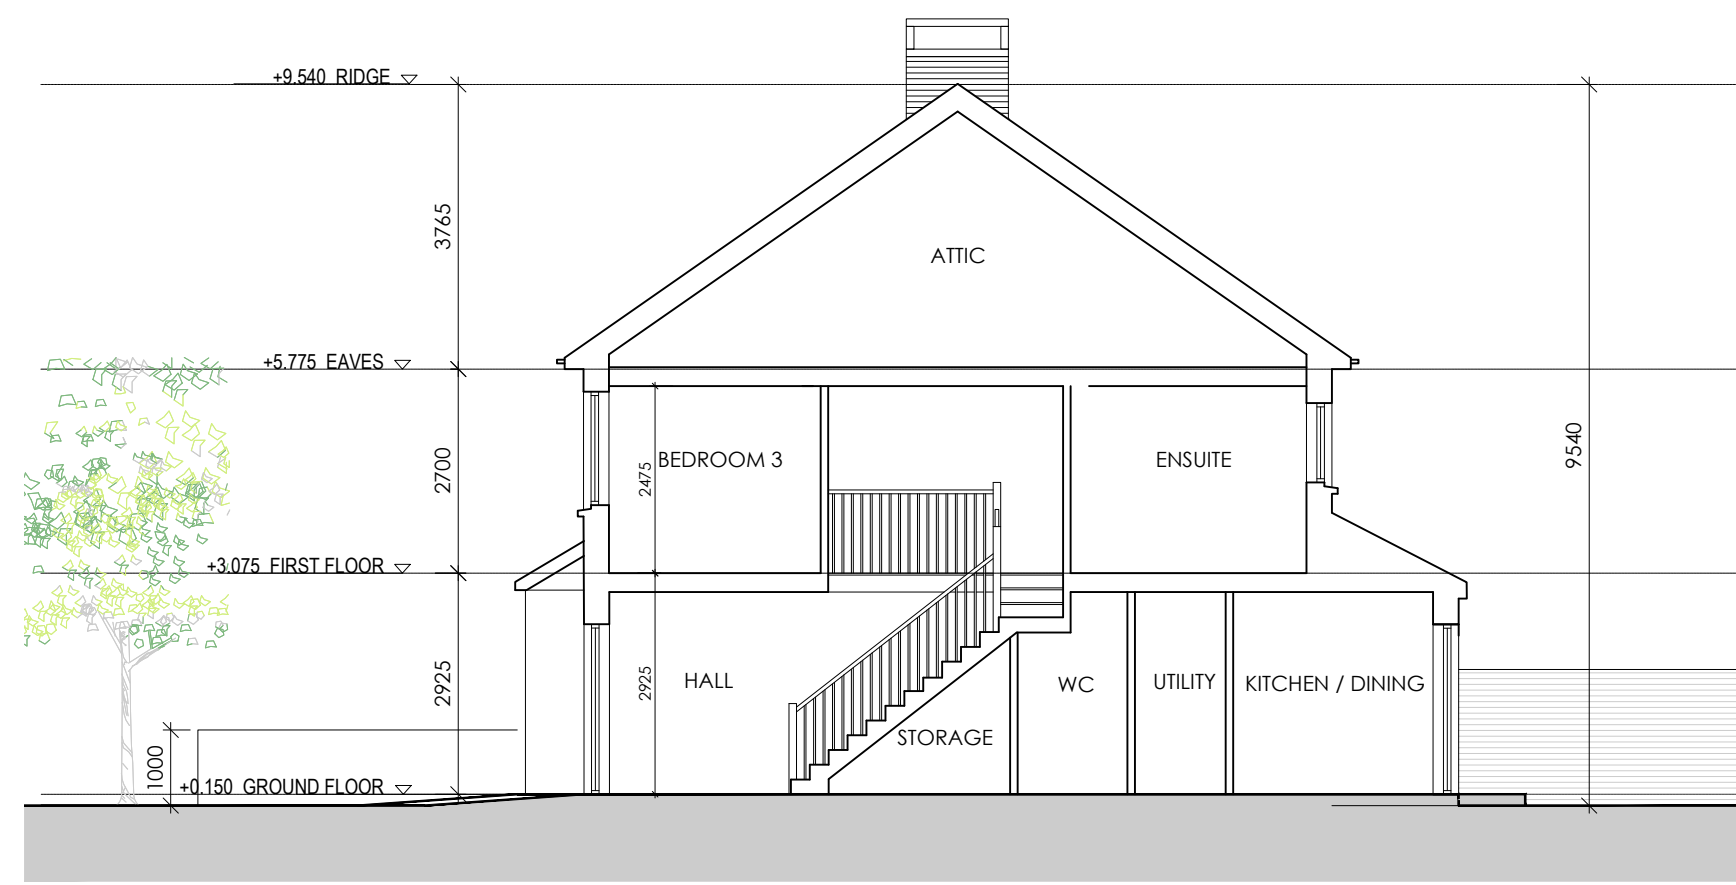 +9.540 RIDGE
3765
ATTIC
+5.775 EAVES
2700
2475
BEDROOM 3
ENSUITE
9540
+3.075 FIRST FLOOR
2925
2925
HALL
WC
UTILITY
KITCHEN / DINING
STORAGE
1000
+0.150 GROUND FLOOR